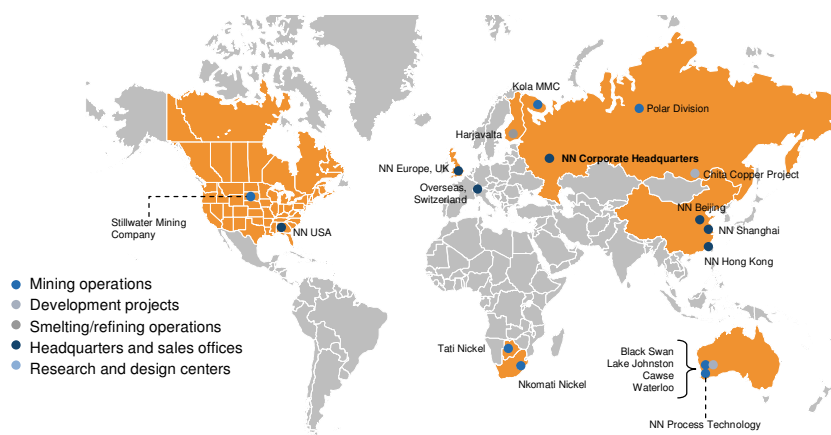 Kola MMC
Polar Division
Harjavalta
NN Europe, UK
NN Corporate Headquarters
Chita Copper Project
Overseas,
Switzerland
Stillwater Mining
Company
NN USA
NN Beijing
NN Shanghai
NN Hong Kong
Mining operations
Development projects
Smelting/refining operations
Headquarters and sales offices
Research and design centers
Tati Nickel
Nkomati Nickel
Black Swan
Lake Johnston
Cawse
Waterloo
NN Process Technology